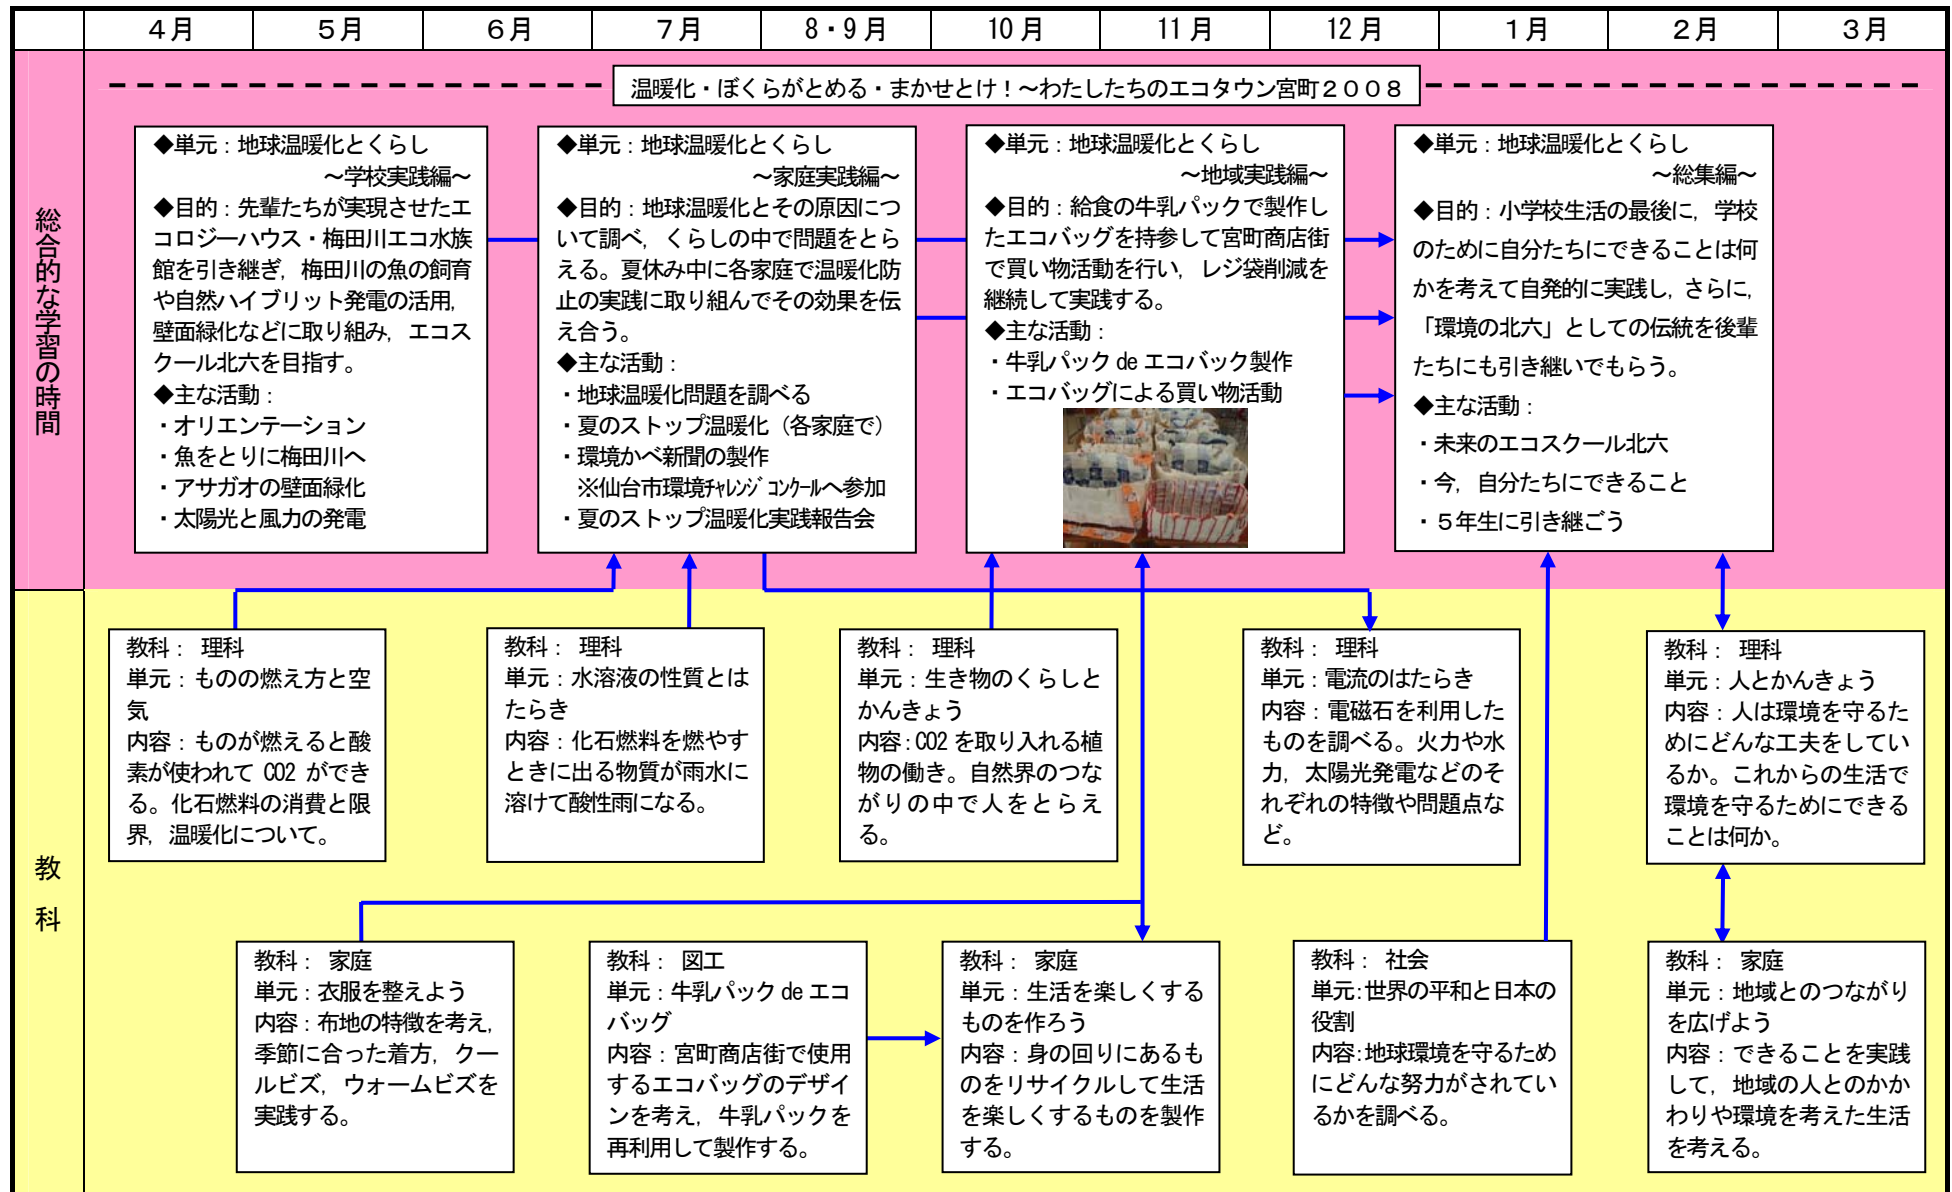 4月 5月 6月 7月 8・9月 10月 11月 12月 1月 2月 3月
総合的な学習の時間
温暖化・ぼくらがとめる・まかせとけ！～わたしたちのエコタウン宮町２００８
◆単元：地球温暖化とくらし
～学校実践編～
◆目的：先輩たちが実現させたエ
コロジーハウス・梅田川エコ水族
館を引き継ぎ，梅田川の魚の飼育
や自然ハイブリット発電の活用，
壁面緑化などに取り組み，エコス
クール北六を目指す。
◆主な活動：
・オリエンテーション
・魚をとりに梅田川へ
・アサガオの壁面緑化
・太陽光と風力の発電
◆単元：地球温暖化とくらし
～家庭実践編～
◆目的：地球温暖化とその原因につ
いて調べ，くらしの中で問題をとら
える。夏休み中に各家庭で温暖化防
止の実践に取り組んでその効果を伝
え合う。
◆主な活動：
・地球温暖化問題を調べる
・夏のストップ温暖化（各家庭で）
・環境かべ新聞の製作
※仙台市環境ﾁｬﾚﾝｼﾞｺﾝｸｰﾙへ参加
・夏のストップ温暖化実践報告会
◆単元：地球温暖化とくらし
～地域実践編～
◆目的：給食の牛乳パックで製作し
たエコバッグを持参して宮町商店街
で買い物活動を行い，レジ袋削減を
継続して実践する。
◆主な活動：
・牛乳パック de エコバック製作
・エコバッグによる買い物活動
◆単元：地球温暖化とくらし
～総集編～
◆目的：小学校生活の最後に，学校
のために自分たちにできることは何
かを考えて自発的に実践し，さらに，
「環境の北六」としての伝統を後輩
たちにも引き継いでもらう。
◆主な活動：
・未来のエコスクール北六
・今，自分たちにできること
・５年生に引き継ごう
教科
教科： 理科
単元：ものの燃え方と空
気
内容：ものが燃えると酸
素が使われて CO2 ができ
る。化石燃料の消費と限
界，温暖化について。
教科： 理科
単元：水溶液の性質とは
たらき
内容：化石燃料を燃やす
ときに出る物質が雨水に
溶けて酸性雨になる。
教科： 理科
単元：生き物のくらしと
かんきょう
内容：CO2 を取り入れる植
物の働き。自然界のつな
がりの中で人をとらえ
る。
教科： 理科
単元：電流のはたらき
内容：電磁石を利用した
ものを調べる。火力や水
力，太陽光発電などのそ
れぞれの特徴や問題点な
ど。
教科： 理科
単元：人とかんきょう
内容：人は環境を守るた
めにどんな工夫をしてい
るか。これからの生活で
環境を守るためにできる
ことは何か。
教科： 家庭
単元：衣服を整えよう
内容：布地の特徴を考え，
季節に合った着方，クー
ルビズ，ウォームビズを
実践する。
教科： 図工
単元：牛乳パック de エコ
バッグ
内容：宮町商店街で使用
するエコバッグのデザイ
ンを考え，牛乳パックを
再利用して製作する。
教科： 家庭
単元：生活を楽しくする
ものを作ろう
内容：身の回りにあるも
のをリサイクルして生活
を楽しくするものを製作
する。
教科： 社会
単元：世界の平和と日本の
役割
内容：地球環境を守るため
にどんな努力がされてい
るかを調べる。
教科： 家庭
単元：地域とのつながり
を広げよう
内容：できることを実践
して，地域の人とのかか
わりや環境を考えた生活
を考える。